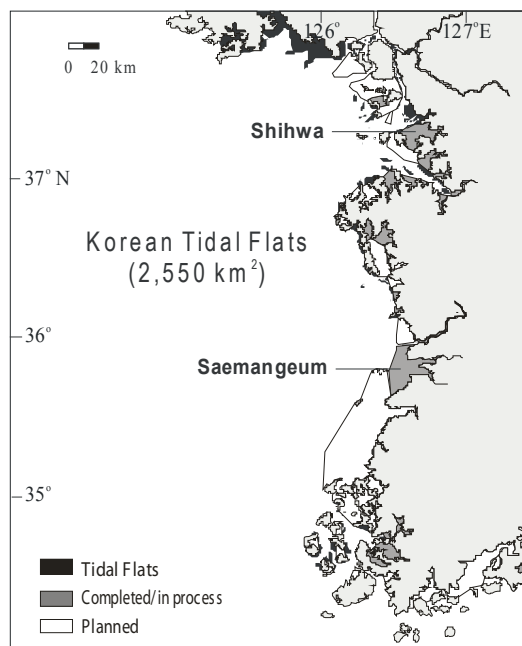 126° 127°E
0 20 km
Shihwa
37° N
Korean Tidal Flats
(2,550 km²)
36°
Saemangeum
35°
Tidal Flats
Completed/in process
Planned